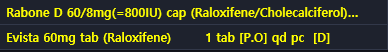 Rabone D 60/8mg(=800IU) cap (Raloxifene/Cholecalciferol)...
Evista 60mg tab (Raloxifene) 1 tab [P.O] qd pc [D]